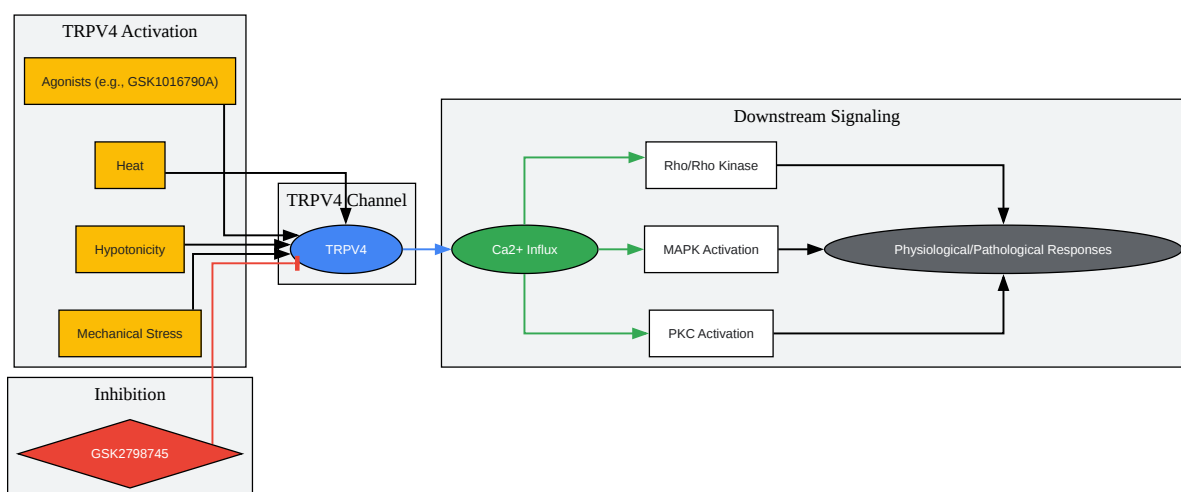 TRPV4 Activation
Agonists (e.g., GSK1016790A)
Heat
Hypotonicity
Mechanical Stress
Inhibition
GSK2798745
TRPV4 Channel
TRPV4
Downstream Signaling
Ca2+ Influx
Rho/Rho Kinase
MAPK Activation
PKC Activation
Physiological/Pathological Responses